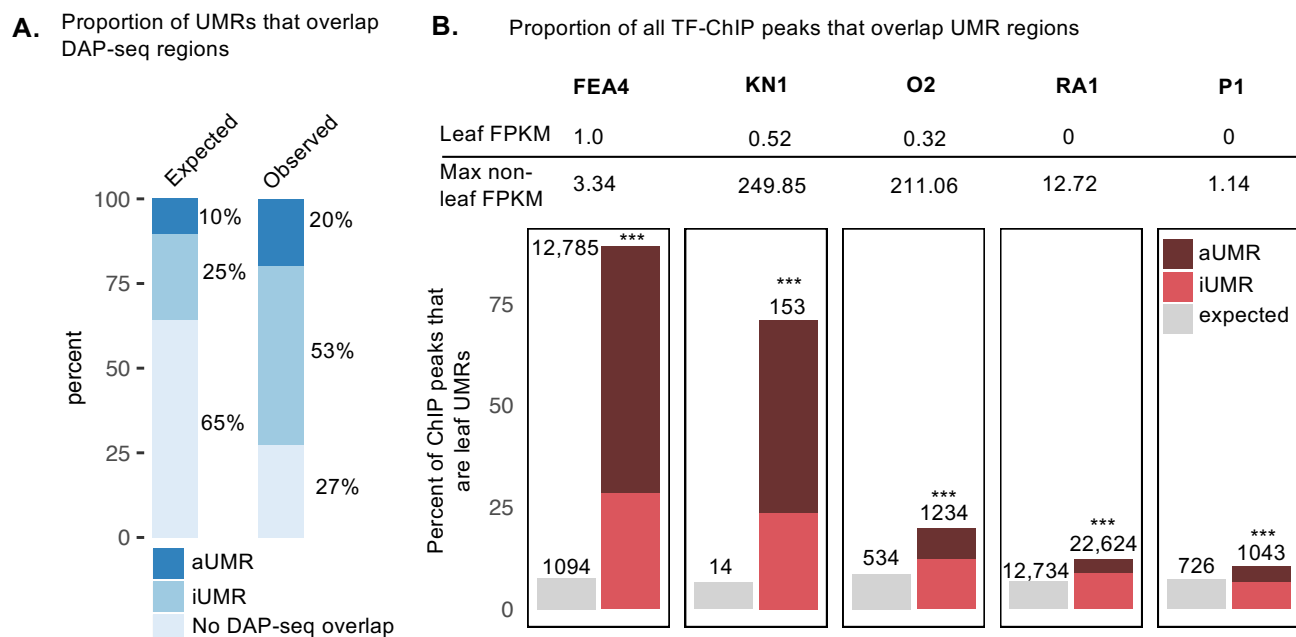 A. Proportion of UMRs that overlap
DAP-seq regions
Expected
Observed
percent
100
75
50
25
0
10%
25%
65%
20%
53%
27%
aUMR
iUMR
No DAP-seq overlap
B. Proportion of all TF-ChIP peaks that overlap UMR regions
FEA4 KN1 O2 RA1 P1
Leaf FPKM 1.0 0.52 0.32 0 0
Max non-
leaf FPKM 3.34 249.85 211.06 12.72 1.14
Percent of ChIP peaks that
are leaf UMRs
75
50
25
0
12,785 ***
1094
***
153
14
***
1234
534
***
22,624
12,734
***
1043
726
aUMR
iUMR
expected